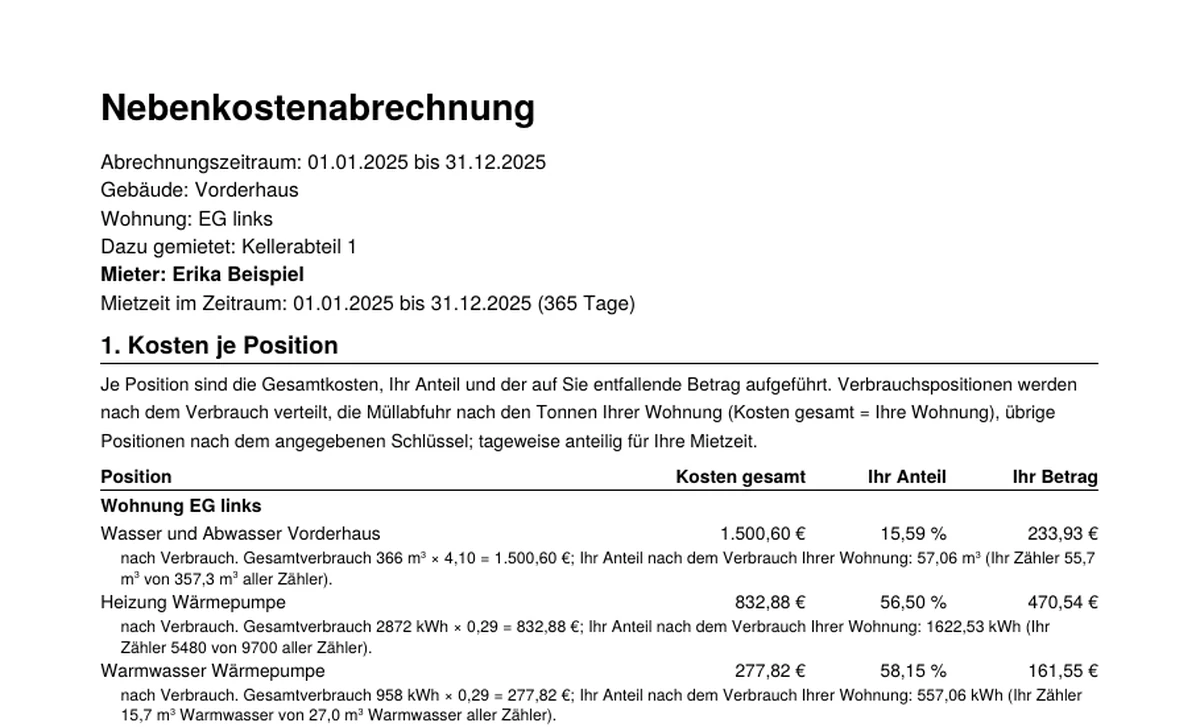 Nebenkostenabrechnung
Abrechnungszeitraum: 01.01.2025 bis 31.12.2025
Gebäude: Vorderhaus
Wohnung: EG links
Dazu gemietet: Kellerabteil 1
Mieter: Erika Beispiel
Mietzeit im Zeitraum: 01.01.2025 bis 31.12.2025 (365 Tage)
1. Kosten je Position
Je Position sind die Gesamtkosten, Ihr Anteil und der auf Sie entfallende Betrag aufgeführt. Verbrauchspositionen werden
nach dem Verbrauch verteilt, die Müllabfuhr nach den Tonnen Ihrer Wohnung (Kosten gesamt = Ihre Wohnung), übrige
Positionen nach dem angegebenen Schlüssel; tageweise anteilig für Ihre Mietzeit.
Position Kosten gesamt Ihr Anteil Ihr Betrag
Wohnung EG links
Wasser und Abwasser Vorderhaus 1.500,60 € 15,59 % 233,93 €
nach Verbrauch. Gesamtverbrauch 366 m³ × 4,10 = 1.500,60 €; Ihr Anteil nach dem Verbrauch Ihrer Wohnung: 57,06 m³ (Ihr Zähler 55,7
m³ von 357,3 m³ aller Zähler).
Heizung Wärmepumpe 832,88 € 56,50 % 470,54 €
nach Verbrauch. Gesamtverbrauch 2872 kWh × 0,29 = 832,88 €; Ihr Anteil nach dem Verbrauch Ihrer Wohnung: 1622,53 kWh (Ihr
Zähler 5480 von 9700 aller Zähler).
Warmwasser Wärmepumpe 277,82 € 58,15 % 161,55 €
nach Verbrauch. Gesamtverbrauch 958 kWh × 0,29 = 277,82 €; Ihr Anteil nach dem Verbrauch Ihrer Wohnung: 557,06 kWh (Ihr Zähler
15,7 m³ Warmwasser von 27,0 m³ Warmwasser aller Zähler).